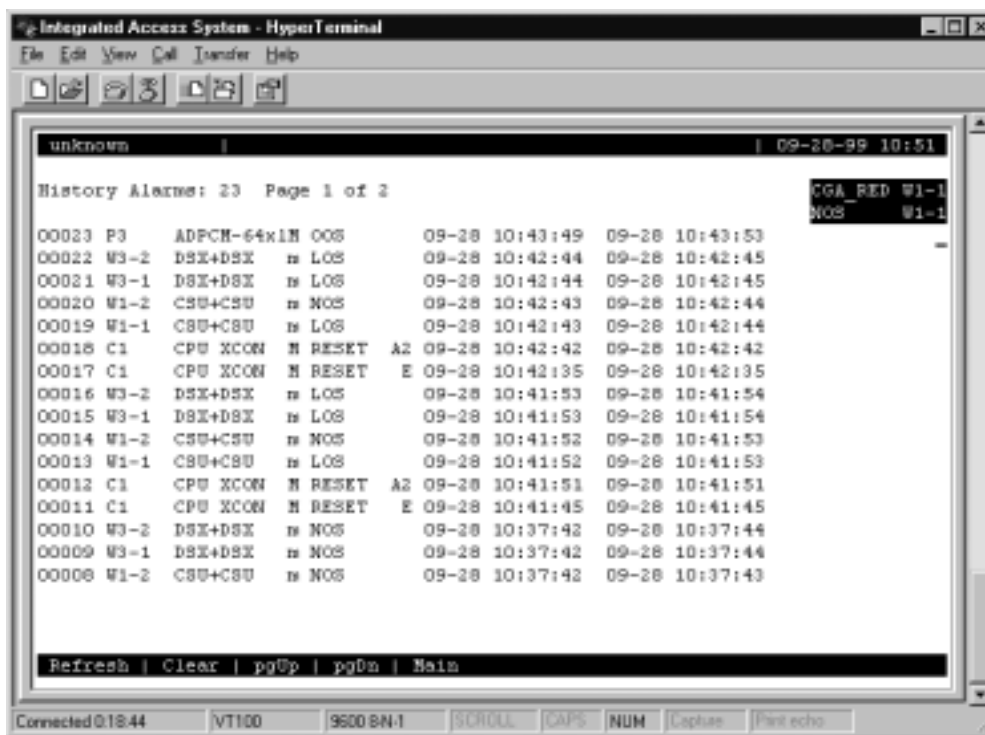 Integrated Access System - HyperTerminal
File Edit View Call Transfer Help
unknown | | 09-28-99 10:51
History Alarms: 23 Page 1 of 2
CGA_RED W1-1
NOS W1-1
00023 P3 ADPCM-64x1M OOS 09-28 10:43:49 09-28 10:43:53
00022 W3-2 DSX+DSX m LOS 09-28 10:42:44 09-28 10:42:45
00021 W3-1 DSX+DSX m LOS 09-28 10:42:44 09-28 10:42:45
00020 W1-2 CSU+CSU m NOS 09-28 10:42:43 09-28 10:42:44
00019 W1-1 CSU+CSU m LOS 09-28 10:42:43 09-28 10:42:44
00018 C1 CPU XCON M RESET A2 09-28 10:42:42 09-28 10:42:42
00017 C1 CPU XCON M RESET E 09-28 10:42:35 09-28 10:42:35
00016 W3-2 DSX+DSX m LOS 09-28 10:41:53 09-28 10:41:54
00015 W3-1 DSX+DSX m LOS 09-28 10:41:53 09-28 10:41:54
00014 W1-2 CSU+CSU m NOS 09-28 10:41:52 09-28 10:41:53
00013 W1-1 CSU+CSU m LOS 09-28 10:41:52 09-28 10:41:53
00012 C1 CPU XCON M RESET A2 09-28 10:41:51 09-28 10:41:51
00011 C1 CPU XCON M RESET E 09-28 10:41:45 09-28 10:41:45
00010 W3-2 DSX+DSX m NOS 09-28 10:37:42 09-28 10:37:44
00009 W3-1 DSX+DSX m NOS 09-28 10:37:42 09-28 10:37:44
00008 W1-2 CSU+CSU m NOS 09-28 10:37:42 09-28 10:37:43
Refresh | Clear | pgUp | pgDn | Main
Connected 0:18:44 VT100 9600 8-N-1 SCROLL CAPS NUM Capture Print echo